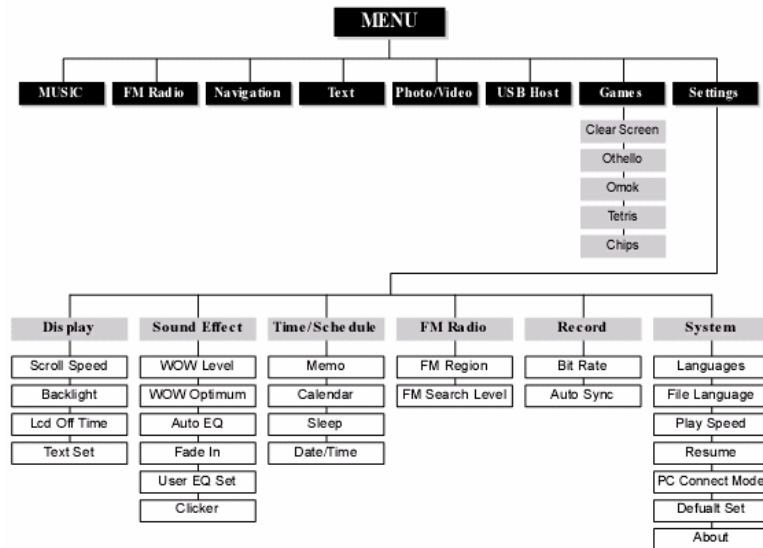 MENU
MUSIC
FM Radio
Navigation
Text
Photo/Video
USB Host
Games
Settings
Clear Screen
Othello
Omok
Tetris
Chips
Display
Sound Effect
Time/Schedule
FM Radio
Record
System
Scroll Speed
Backlight
Lcd Off Time
Text Set
WOW Level
WOW Optimum
Auto EQ
Fade In
User EQ Set
Clicker
Memo
Calendar
Sleep
Date/Time
FM Region
FM Search Level
Bit Rate
Auto Sync
Languages
File Language
Play Speed
Resume
PC Connect Mode
Defualt Set
About